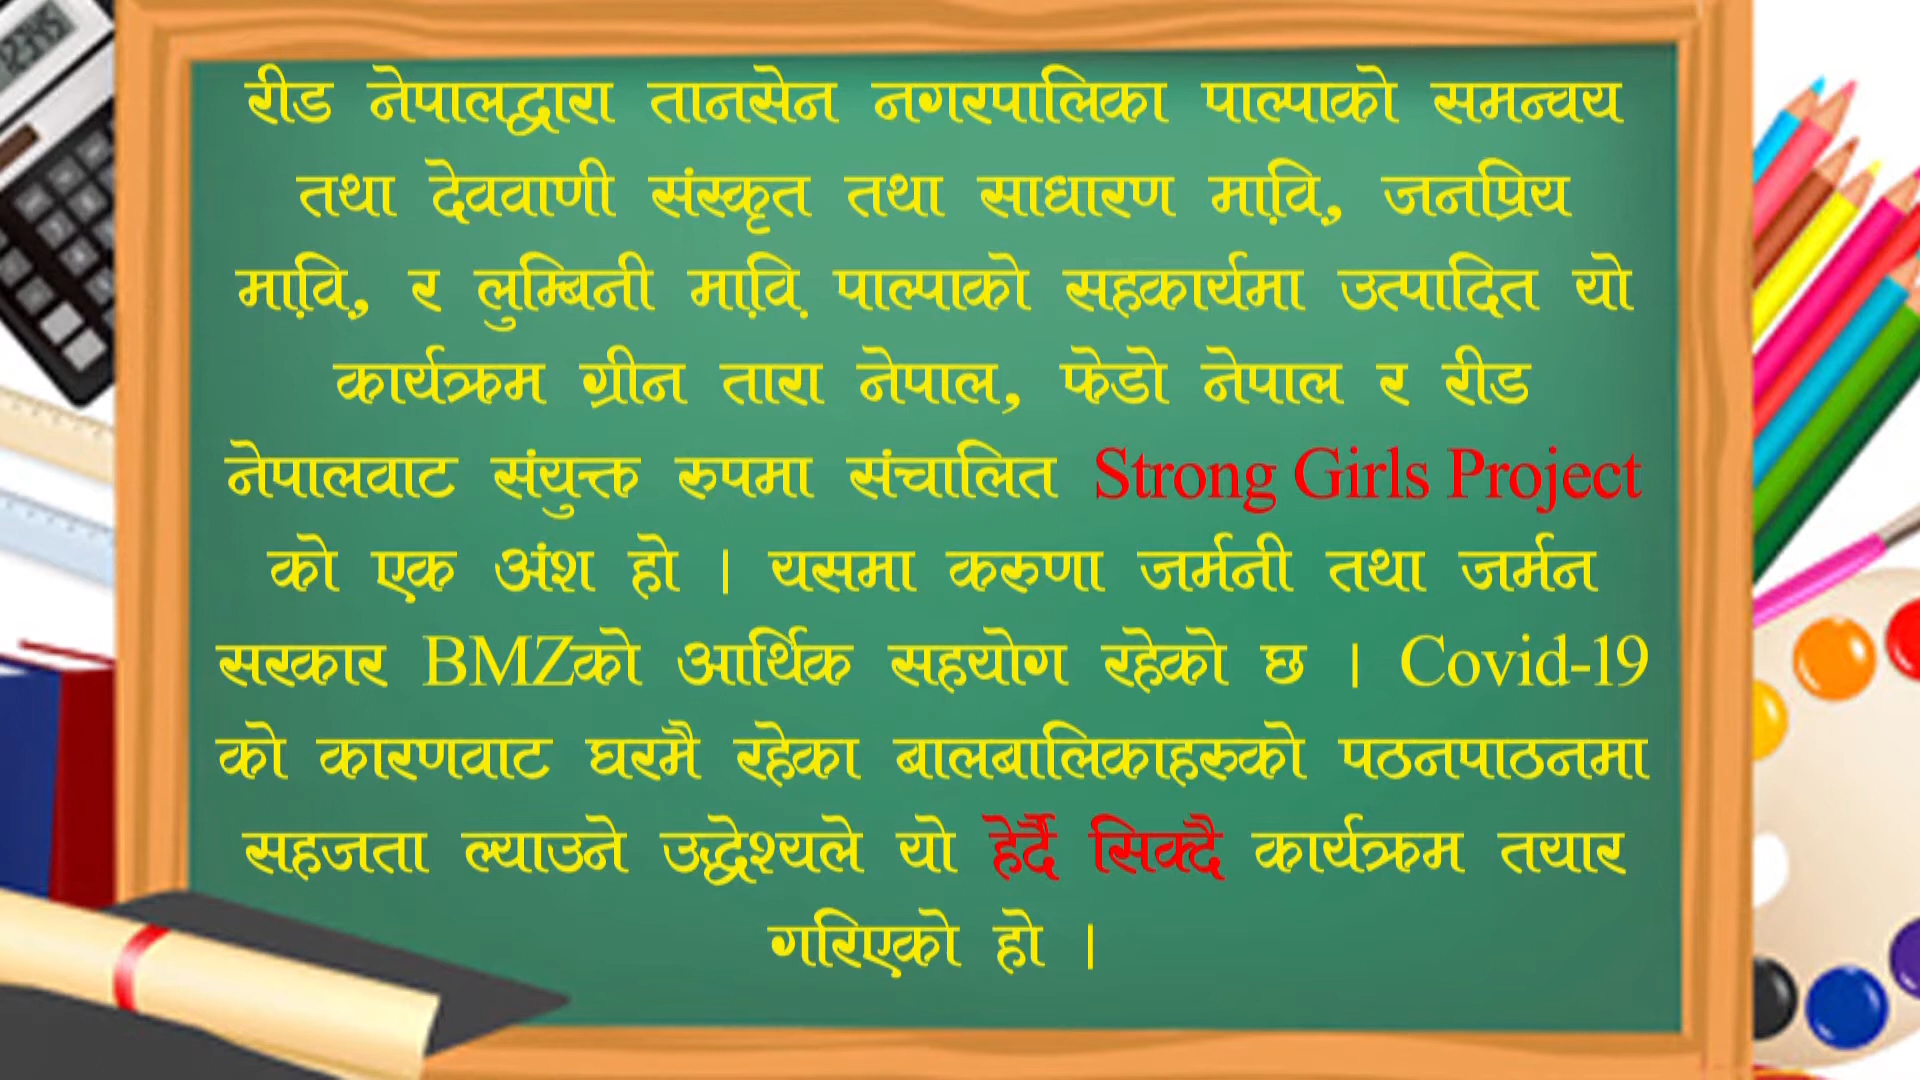 रीड नेपालद्वारा तानसेन नगरपालिका पाल्पाको समन्वय
तथा देववाणी संस्कृत तथा साधारण मा़वि़, जनप्रिय
मा़वि़, र लुम्बिनी मा़वि़ पाल्पाको सहकार्यमा उत्पादित यो
कार्यक्रम ग्रीन तारा नेपाल, फेडो नेपाल र रीड
नेपालवाट संयुक्त रुपमा संचालित Strong Girls Project
को एक अंश हो । यसमा करुणा जर्मनी तथा जर्मन
सरकार BMZको आर्थिक सहयोग रहेको छ । Covid-19
को कारणवाट घरमै रहेका बालबालिकाहरुको पठनपाठनमा
सहजता ल्याउने उद्धेश्यले यो हेर्दै सिक्दै कार्यक्रम तयार
गरिएको हो ।
12345